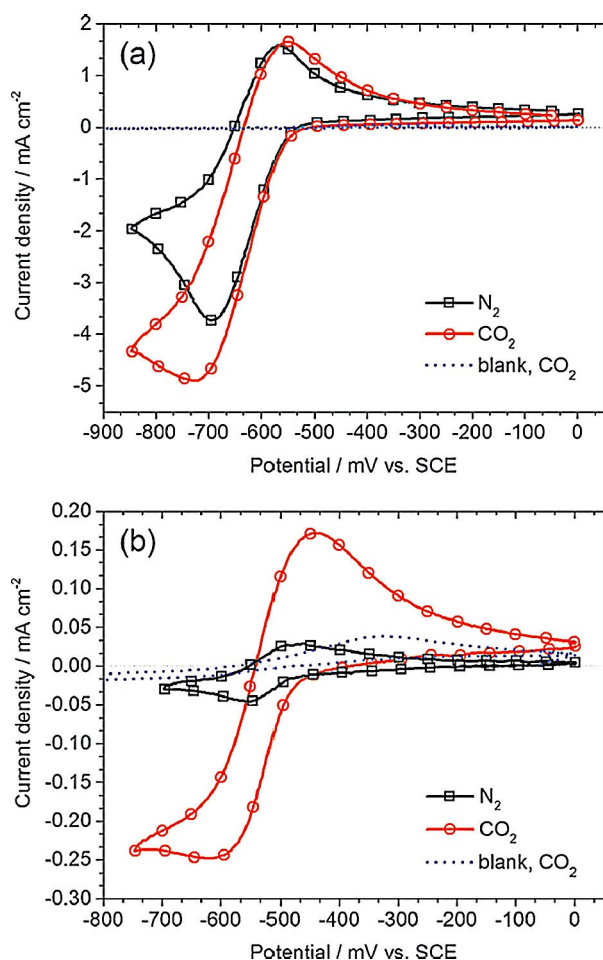 (a)
2
1
0
-1
-2
-3
-4
-5
Current density / mA cm⁻²
N₂
CO₂
blank, CO₂
-900 -800 -700 -600 -500 -400 -300 -200 -100 0
Potential / mV vs. SCE
(b)
0.20
0.15
0.10
0.05
0.00
-0.05
-0.10
-0.15
-0.20
-0.25
-0.30
Current density / mA cm⁻²
N₂
CO₂
blank, CO₂
-800 -700 -600 -500 -400 -300 -200 -100 0
Potential / mV vs. SCE